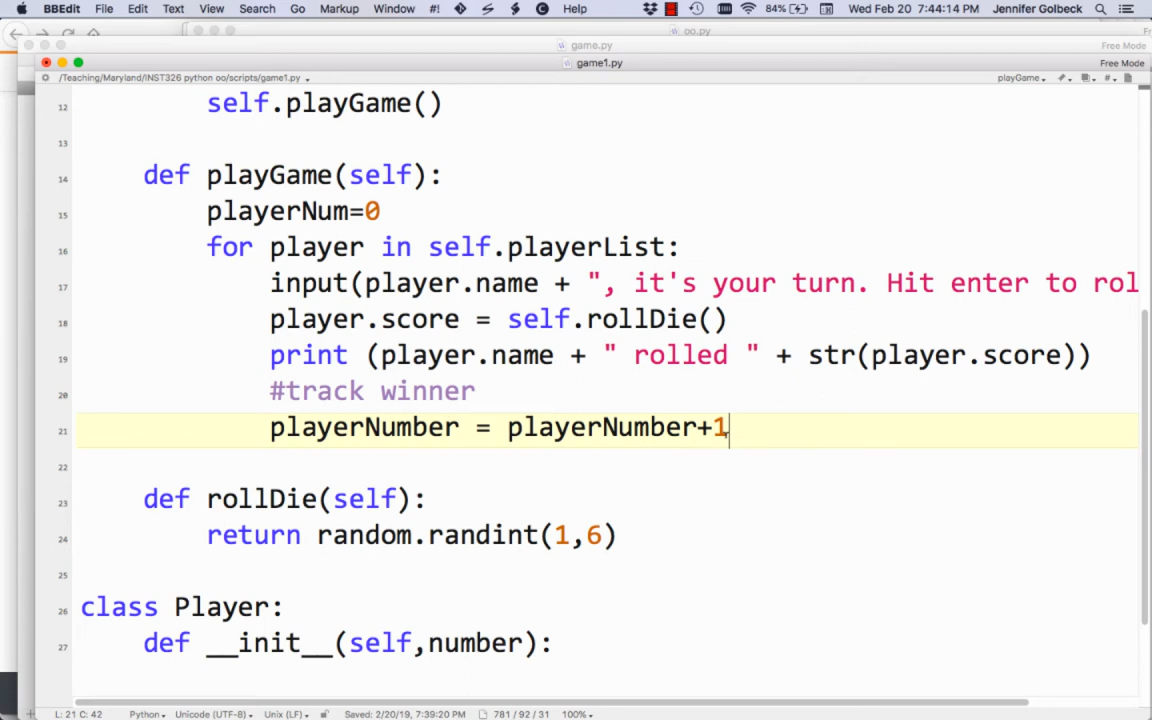 BBEdit File Edit Text View Search Go Markup Window #! Help 84% Wed Feb 20 7:44:14 PM Jennifer Golbeck
oo.py
game.py Free Mode
game1.py Free Mode
/Teaching/Maryland/INST326 python oo/scripts/game1.py playGame
12 self.playGame()
13
14 def playGame(self):
15 playerNum=0
16 for player in self.playerList:
17 input(player.name + ", it's your turn. Hit enter to rol
18 player.score = self.rollDie()
19 print (player.name + " rolled " + str(player.score))
20 #track winner
21 playerNumber = playerNumber+1
22
23 def rollDie(self):
24 return random.randint(1,6)
25
26 class Player:
27 def __init__(self,number):
L: 21 C: 42 Python Unicode (UTF-8) Unix (LF) Saved: 2/20/19, 7:39:20 PM 781 / 92 / 31 100%